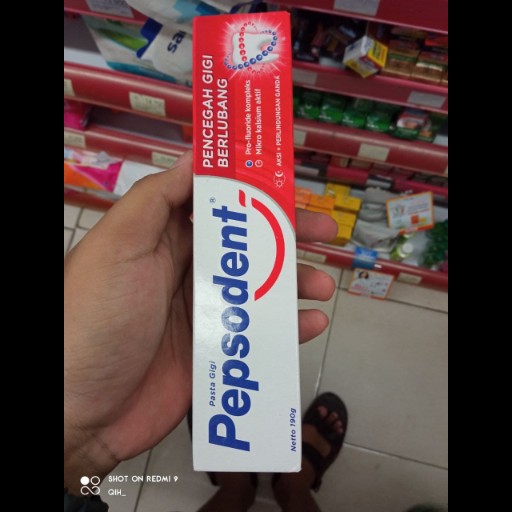 PENCEGAH GIGI
BERLUBANG
Pro-fluoride kompleks
Mikro kalsium aktif
AKSI + PERLINDUNGAN GANDA
Pasta Gigi
Pepsodent®
Netto 190g
SHOT ON REDMI 9
QIH_